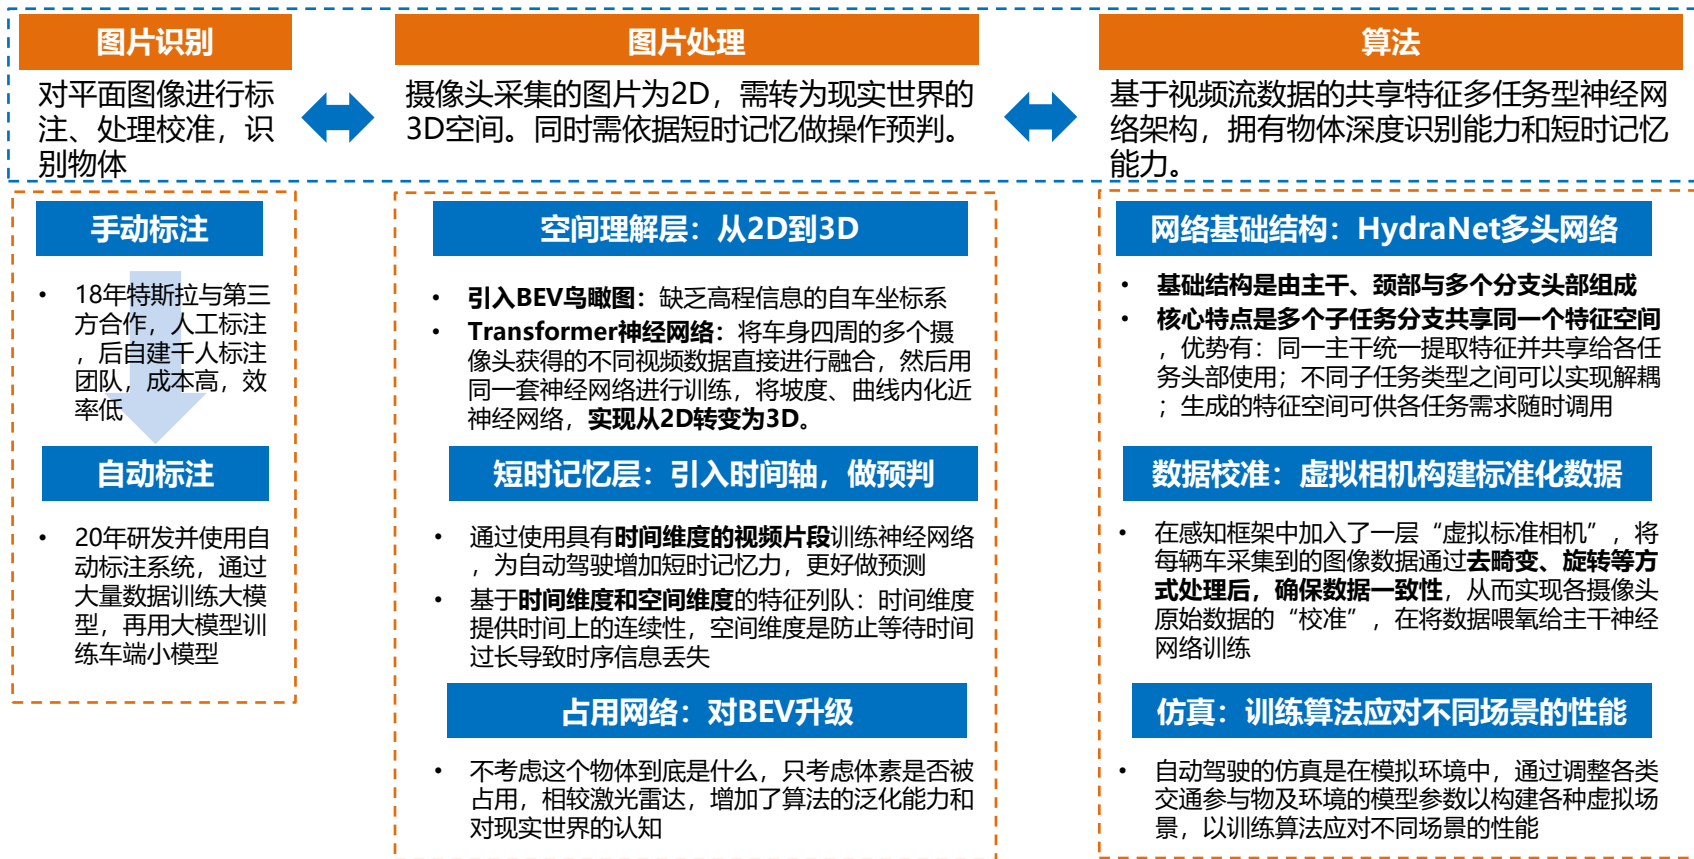 图片识别
对平面图像进行标
注、处理校准，识
别物体
图片处理
摄像头采集的图片为2D，需转为现实世界的
3D空间。同时需依据短时记忆做操作预判。
算法
基于视频流数据的共享特征多任务型神经网
络架构，拥有物体深度识别能力和短时记忆
能力。
手动标注
• 18年特斯拉与第三
方合作，人工标注
，后自建千人标注
团队，成本高，效
率低
自动标注
• 20年研发并使用自
动标注系统，通过
大量数据训练大模
型，再用大模型训
练车端小模型
空间理解层：从2D到3D
• 引入BEV鸟瞰图：缺乏高程信息的自车坐标系
• Transformer神经网络：将车身四周的多个摄
像头获得的不同视频数据直接进行融合，然后用
同一套神经网络进行训练，将坡度、曲线内化近
神经网络，实现从2D转变为3D。
短时记忆层：引入时间轴，做预判
• 通过使用具有时间维度的视频片段训练神经网络
，为自动驾驶增加短时记忆力，更好做预测
• 基于时间维度和空间维度的特征列队：时间维度
提供时间上的连续性，空间维度是防止等待时间
过长导致时序信息丢失
占用网络：对BEV升级
• 不考虑这个物体到底是什么，只考虑体素是否被
占用，相较激光雷达，增加了算法的泛化能力和
对现实世界的认知
网络基础结构：HydraNet多头网络
• 基础结构是由主干、颈部与多个分支头部组成
• 核心特点是多个子任务分支共享同一个特征空间
，优势有：同一主干统一提取特征并共享给各任
务头部使用；不同子任务类型之间可以实现解耦
；生成的特征空间可供各任务需求随时调用
数据校准：虚拟相机构建标准化数据
• 在感知框架中加入了一层“虚拟标准相机”，将
每辆车采集到的图像数据通过去畸变、旋转等方
式处理后，确保数据一致性，从而实现各摄像头
原始数据的“校准”，在将数据喂氧给主干神经
网络训练
仿真：训练算法应对不同场景的性能
• 自动驾驶的仿真是在模拟环境中，通过调整各类
交通参与物及环境的模型参数以构建各种虚拟场
景，以训练算法应对不同场景的性能